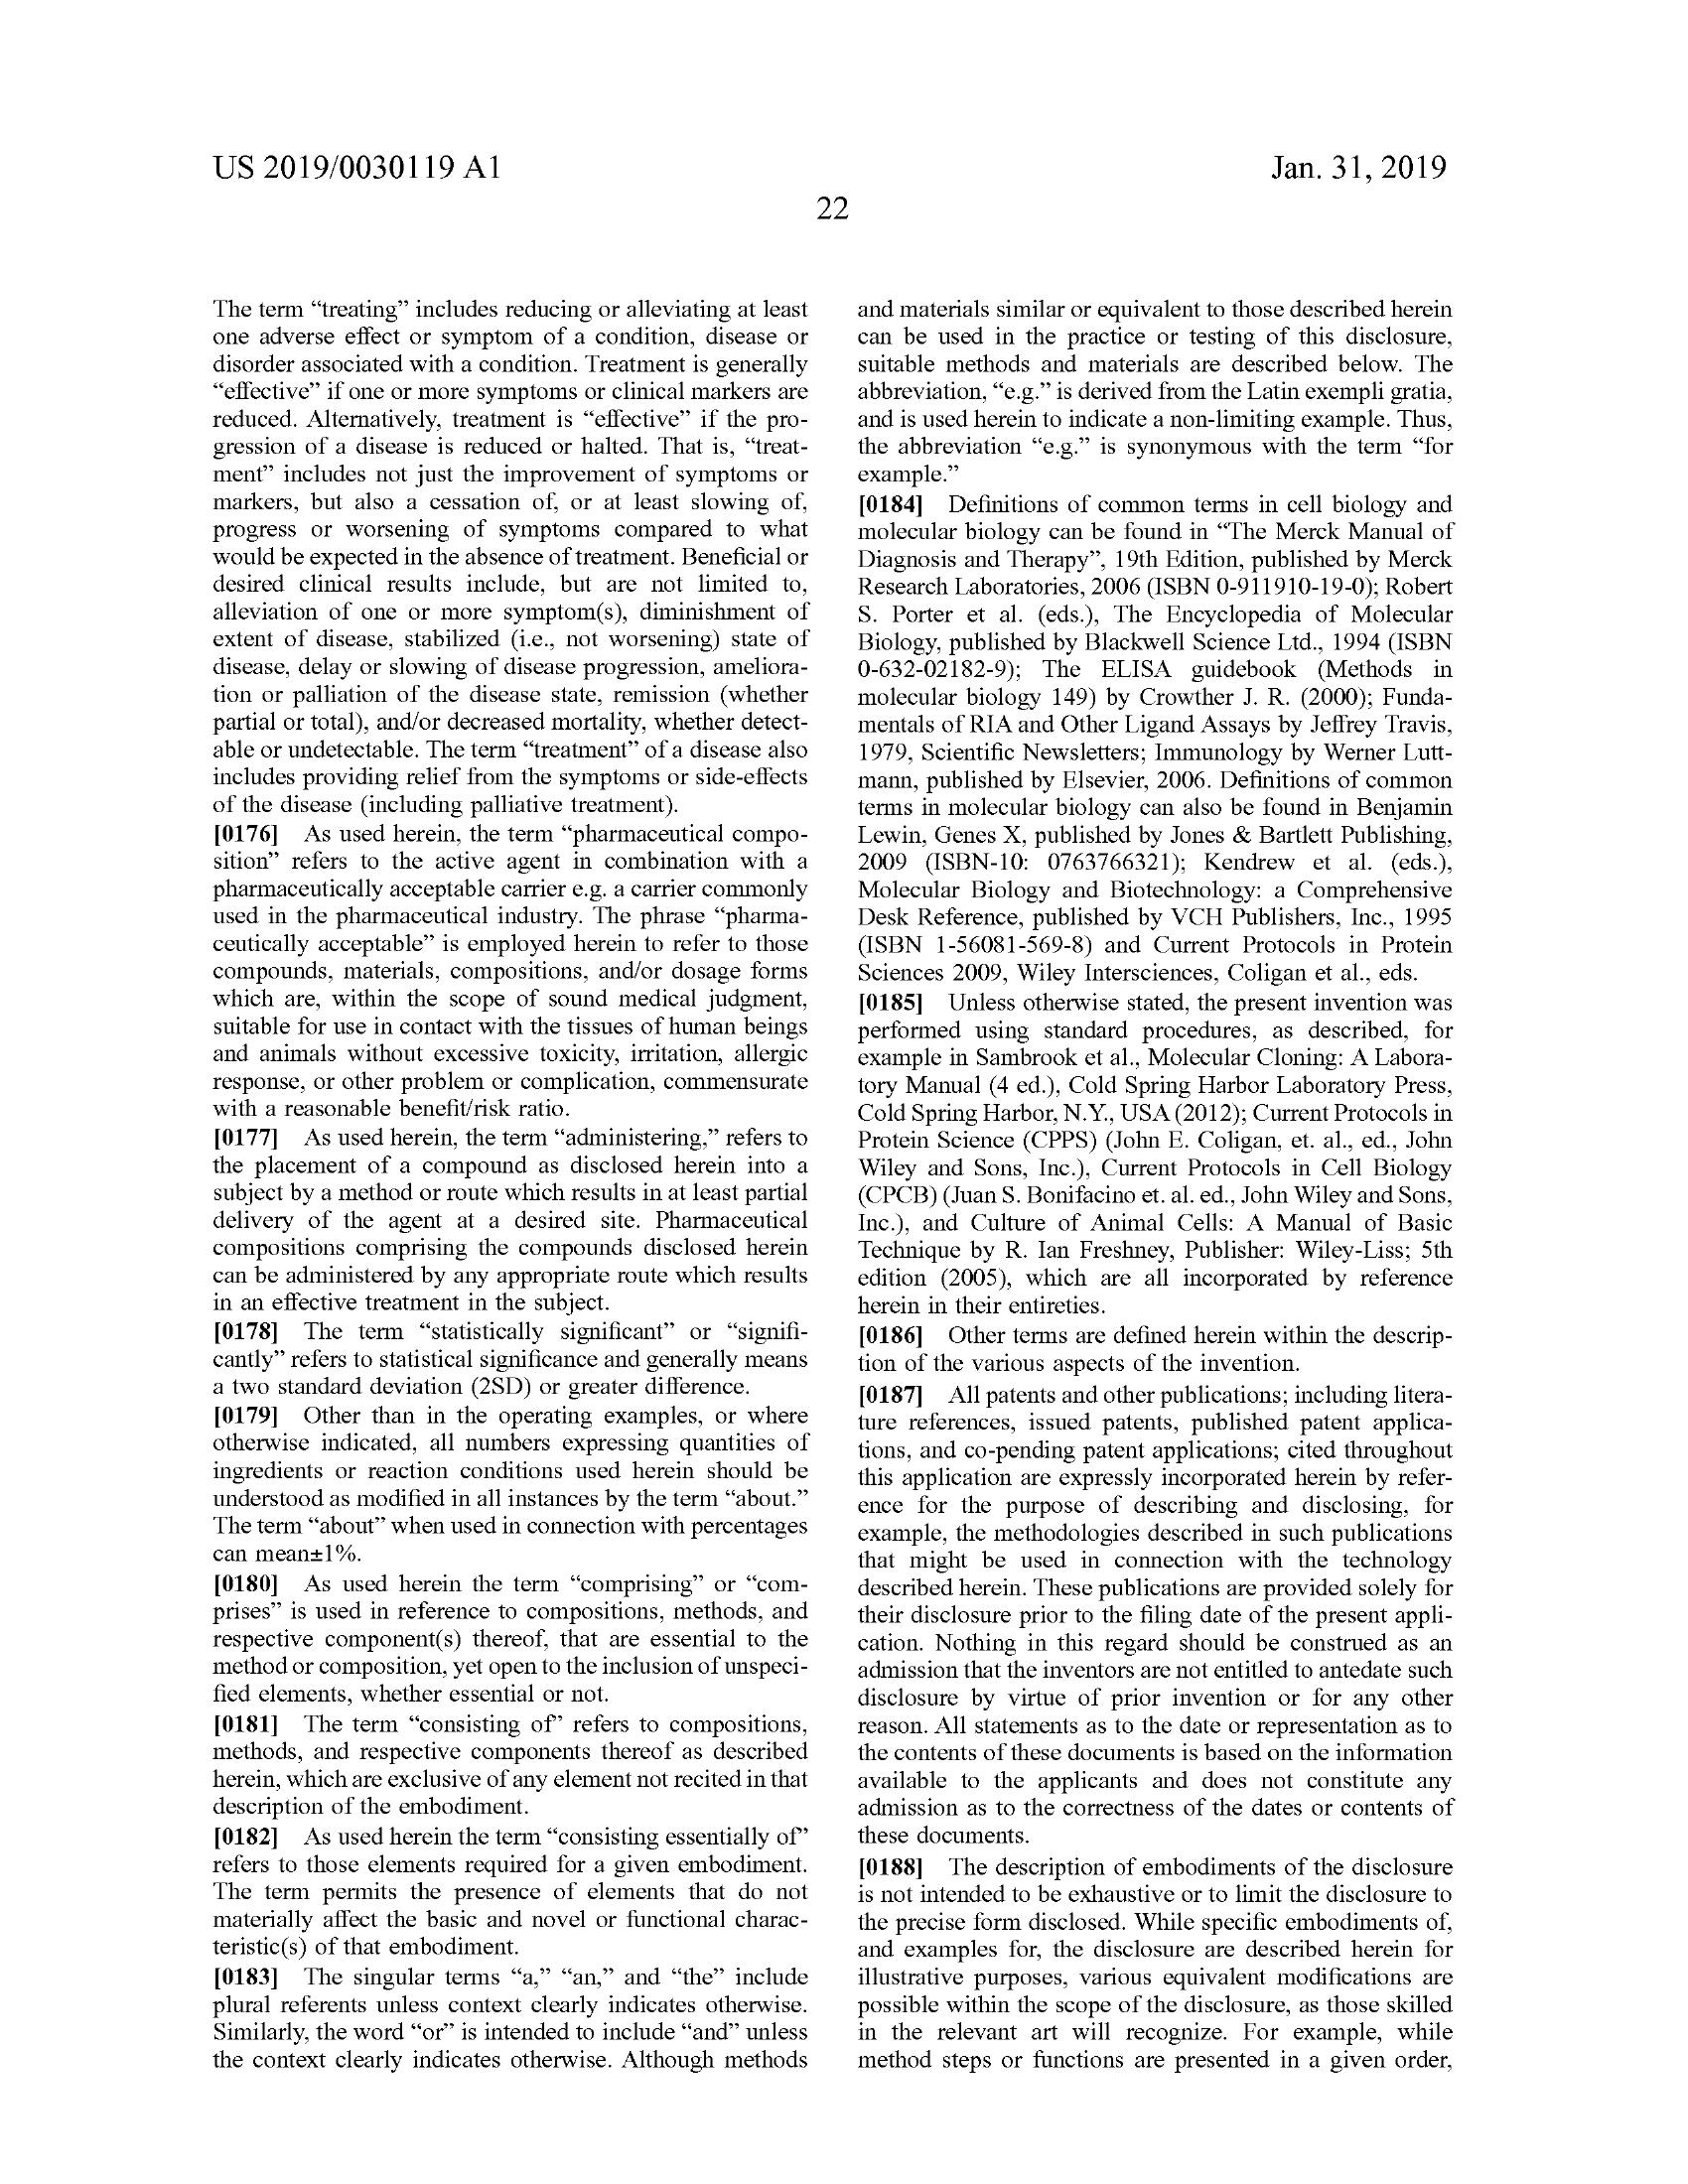 US 2019/0030119 A1
Jan. 31, 2019
22
The term “treating” includes reducing or alleviating at least
one adverse effect or symptom of a condition, disease or
disorder associated with a condition. Treatment is generally
“effective” if one or more symptoms or clinical markers are
reduced. Alternatively, treatment is “effective” if the pro-
gression of a disease is reduced or halted. That is, “treat-
ment” includes not just the improvement of symptoms or
markers, but also a cessation of, or at least slowing of,
progress or worsening of symptoms compared to what
would be expected in the absence of treatment. Beneficial or
desired clinical results include, but are not limited to,
alleviation of one or more symptom(s), diminishment of
extent of disease, stabilized (i.e., not worsening) state of
disease, delay or slowing of disease progression, ameliora-
tion or palliation of the disease state, remission (whether
partial or total), and/or decreased mortality, whether detect-
able or undetectable. The term “treatment” of a disease also
includes providing relief from the symptoms or side-effects
of the disease (including palliative treatment).
[0176] As used herein, the term “pharmaceutical compo-
sition” refers to the active agent in combination with a
pharmaceutically acceptable carrier e.g. a carrier commonly
used in the pharmaceutical industry. The phrase “pharma-
ceutically acceptable” is employed herein to refer to those
compounds, materials, compositions, and/or dosage forms
which are, within the scope of sound medical judgment,
suitable for use in contact with the tissues of human beings
and animals without excessive toxicity, irritation, allergic
response, or other problem or complication, commensurate
with a reasonable benefit/risk ratio.
[0177] As used herein, the term “administering,” refers to
the placement of a compound as disclosed herein into a
subject by a method or route which results in at least partial
delivery of the agent at a desired site. Pharmaceutical
compositions comprising the compounds disclosed herein
can be administered by any appropriate route which results
in an effective treatment in the subject.
[0178] The term “statistically significant” or “signifi-
cantly” refers to statistical significance and generally means
a two standard deviation (2SD) or greater difference.
[0179] Other than in the operating examples, or where
otherwise indicated, all numbers expressing quantities of
ingredients or reaction conditions used herein should be
understood as modified in all instances by the term “about.”
The term “about” when used in connection with percentages
can mean±1%.
[0180] As used herein the term “comprising” or “com-
prises” is used in reference to compositions, methods, and
respective component(s) thereof, that are essential to the
method or composition, yet open to the inclusion of unspeci-
fied elements, whether essential or not.
[0181] The term “consisting of” refers to compositions,
methods, and respective components thereof as described
herein, which are exclusive of any element not recited in that
description of the embodiment.
[0182] As used herein the term “consisting essentially of”
refers to those elements required for a given embodiment.
The term permits the presence of elements that do not
materially affect the basic and novel or functional charac-
teristic(s) of that embodiment.
[0183] The singular terms “a,” “an,” and “the” include
plural referents unless context clearly indicates otherwise.
Similarly, the word “or” is intended to include “and” unless
the context clearly indicates otherwise. Although methods
and materials similar or equivalent to those described herein
can be used in the practice or testing of this disclosure,
suitable methods and materials are described below. The
abbreviation, “e.g.” is derived from the Latin exempli gratia,
and is used herein to indicate a non-limiting example. Thus,
the abbreviation “e.g.” is synonymous with the term “for
example.”
[0184] Definitions of common terms in cell biology and
molecular biology can be found in “The Merck Manual of
Diagnosis and Therapy”, 19th Edition, published by Merck
Research Laboratories, 2006 (ISBN 0-911910-19-0); Robert
S. Porter et al. (eds.), The Encyclopedia of Molecular
Biology, published by Blackwell Science Ltd., 1994 (ISBN
0-632-02182-9); The ELISA guidebook (Methods in
molecular biology 149) by Crowther J. R. (2000); Funda-
mentals of RIA and Other Ligand Assays by Jeffrey Travis,
1979, Scientific Newsletters; Immunology by Werner Lutt-
mann, published by Elsevier, 2006. Definitions of common
terms in molecular biology can also be found in Benjamin
Lewin, Genes X, published by Jones & Bartlett Publishing,
2009 (ISBN-10: 0763766321); Kendrew et al. (eds.),
Molecular Biology and Biotechnology: a Comprehensive
Desk Reference, published by VCH Publishers, Inc., 1995
(ISBN 1-56081-569-8) and Current Protocols in Protein
Sciences 2009, Wiley Intersciences, Coligan et al., eds.
[0185] Unless otherwise stated, the present invention was
performed using standard procedures, as described, for
example in Sambrook et al., Molecular Cloning: A Labora-
tory Manual (4 ed.), Cold Spring Harbor Laboratory Press,
Cold Spring Harbor, N.Y., USA (2012); Current Protocols in
Protein Science (CPPS) (John E. Coligan, et. al., ed., John
Wiley and Sons, Inc.), Current Protocols in Cell Biology
(CPCB) (Juan S. Bonifacino et. al. ed., John Wiley and Sons,
Inc.), and Culture of Animal Cells: A Manual of Basic
Technique by R. Ian Freshney, Publisher: Wiley-Liss; 5th
edition (2005), which are all incorporated by reference
herein in their entireties.
[0186] Other terms are defined herein within the descrip-
tion of the various aspects of the invention.
[0187] All patents and other publications; including litera-
ture references, issued patents, published patent applica-
tions, and co-pending patent applications; cited throughout
this application are expressly incorporated herein by refer-
ence for the purpose of describing and disclosing, for
example, the methodologies described in such publications
that might be used in connection with the technology
described herein. These publications are provided solely for
their disclosure prior to the filing date of the present appli-
cation. Nothing in this regard should be construed as an
admission that the inventors are not entitled to antedate such
disclosure by virtue of prior invention or for any other
reason. All statements as to the date or representation as to
the contents of these documents is based on the information
available to the applicants and does not constitute any
admission as to the correctness of the dates or contents of
these documents.
[0188] The description of embodiments of the disclosure
is not intended to be exhaustive or to limit the disclosure to
the precise form disclosed. While specific embodiments of,
and examples for, the disclosure are described herein for
illustrative purposes, various equivalent modifications are
possible within the scope of the disclosure, as those skilled
in the relevant art will recognize. For example, while
method steps or functions are presented in a given order,